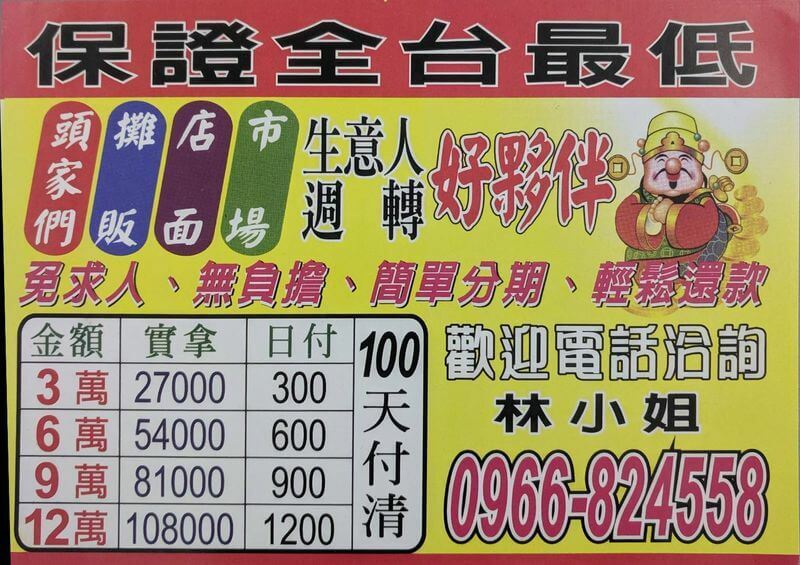 保證全台最低
頭家們 攤販 店面 市場
生意人
週轉
好夥伴
免求人、無負擔、簡單分期、輕鬆還款
金額 實拿 日付
3萬 27000 300
6萬 54000 600
9萬 81000 900
12萬 108000 1200
100天付清
歡迎電話洽詢
林小姐
0966-824558